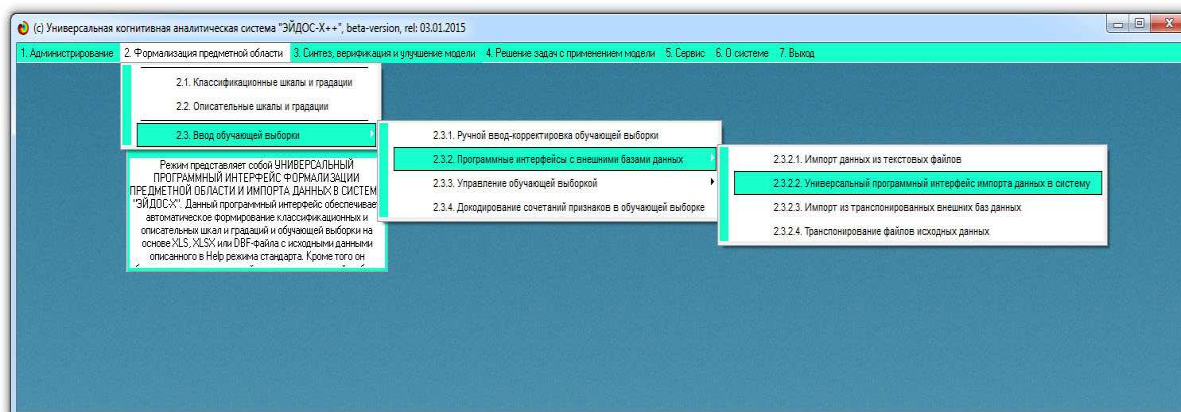 (c) Универсальная когнитивная аналитическая система "ЭЙДОС-X++", beta-version, rel: 03.01.2015
1. Администрирование 2. Формализация предметной области 3. Синтез, верификация и улучшение модели 4. Решение задач с применением модели 5. Сервис 6. О системе 7. Выход
2.1. Классификационные шкалы и градации
2.2. Описательные шкалы и градации
2.3. Ввод обучающей выборки
2.3.1. Ручной ввод-корректировка обучающей выборки
2.3.2. Программные интерфейсы с внешними базами данных
2.3.3. Управление обучающей выборкой
2.3.4. Докодирование сочетаний признаков в обучающей выборке
2.3.2.1. Импорт данных из текстовых файлов
2.3.2.2. Универсальный программный интерфейс импорта данных в систему
2.3.2.3. Импорт из транспонированных внешних баз данных
2.3.2.4. Транспонирование файлов исходных данных
Режим представляет собой УНИВЕРСАЛЬНЫЙ
ПРОГРАММНЫЙ ИНТЕРФЕЙС ФОРМАЛИЗАЦИИ
ПРЕДМЕТНОЙ ОБЛАСТИ И ИМПОРТА ДАННЫХ В СИСТЕМ
"ЭЙДОС-X". Данный программный интерфейс обеспечивае
автоматическое формирование классификационных и
описательных шкал и градаций и обучающей выборки на
основе XLS, XLSX или DBF-файла с исходными данными
описанного в Help режима стандарта. Кроме того он